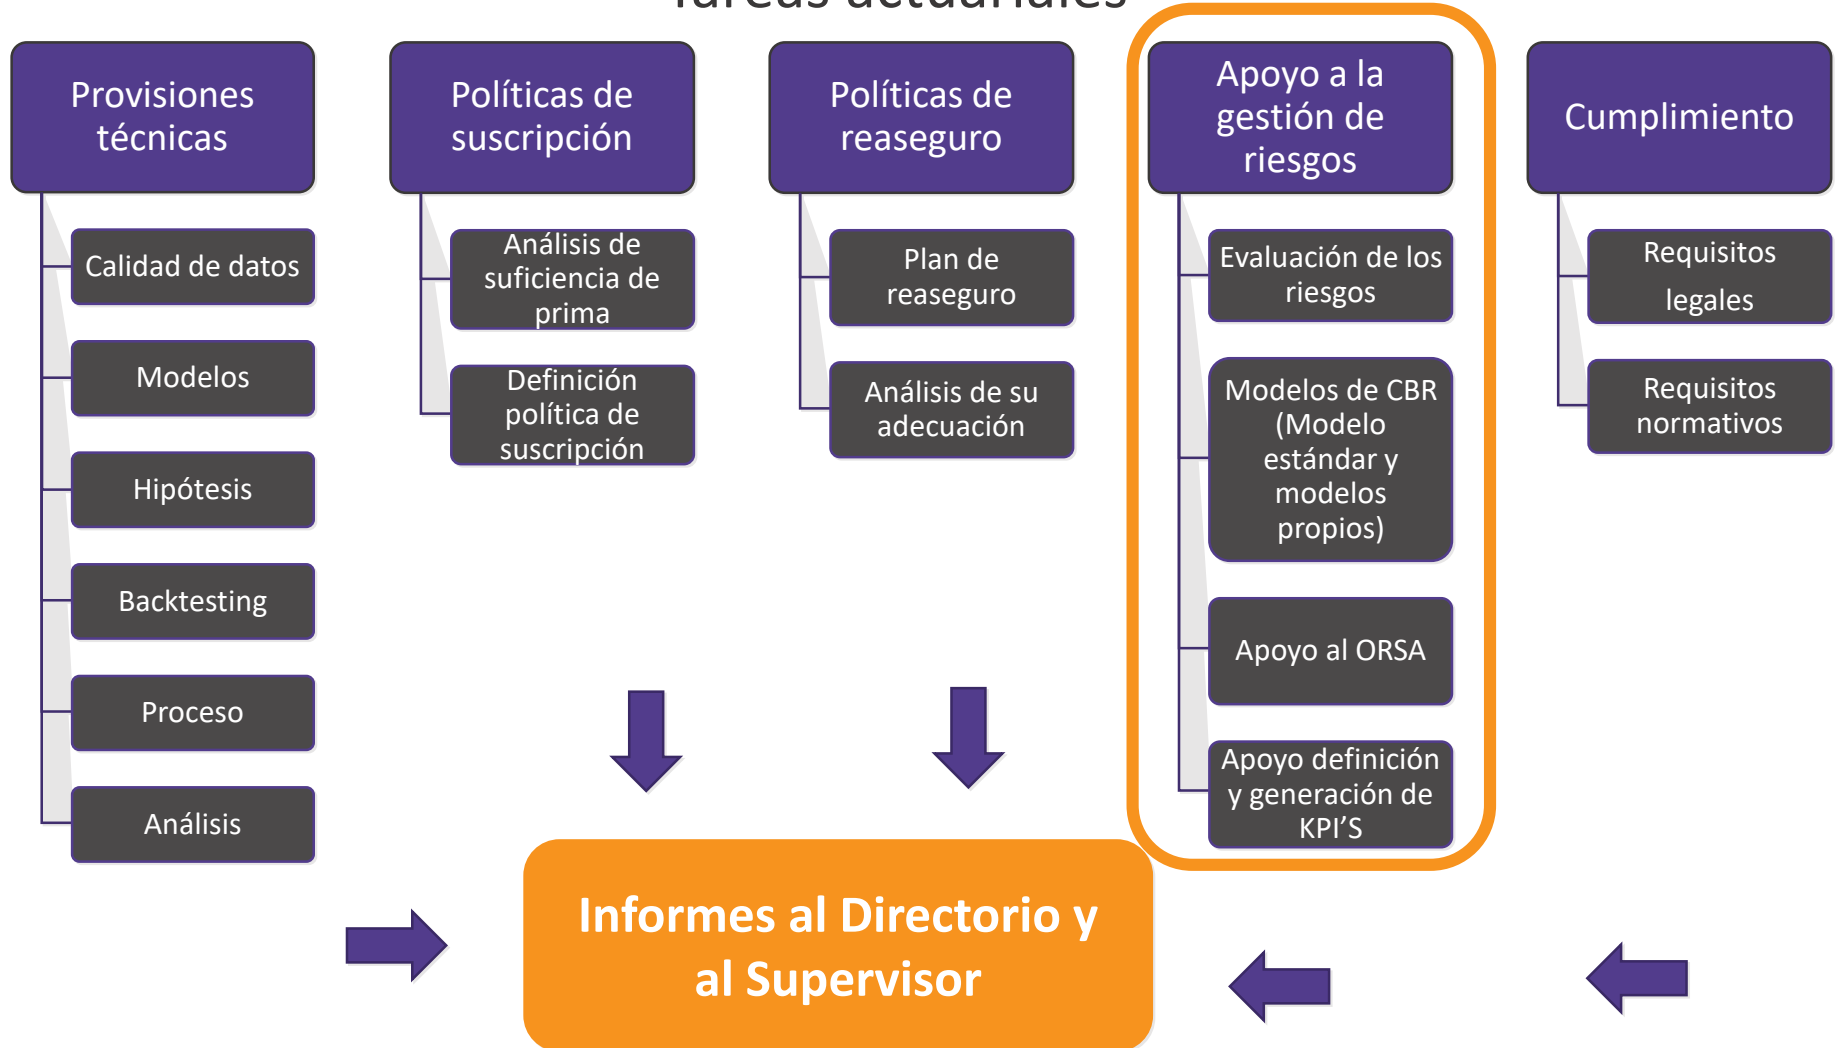 Tareas actuariales
Provisiones
técnicas
Calidad de datos
Modelos
Hipótesis
Backtesting
Proceso
Análisis
Políticas de
suscripción
Análisis de
suficiencia de
prima
Definición
política de
suscripción
Políticas de
reaseguro
Plan de
reaseguro
Análisis de su
adecuación
Apoyo a la
gestión de
riesgos
Evaluación de los
riesgos
Modelos de CBR
(Modelo
estándar y
modelos
propios)
Apoyo al ORSA
Apoyo definición
y generación de
KPI’S
Cumplimiento
Requisitos
legales
Requisitos
normativos
Informes al Directorio y
al Supervisor